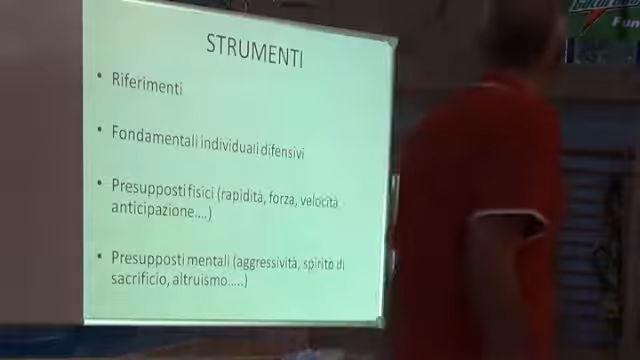 STRUMENTI
• Riferimenti
• Fondamentali individuali difensivi
• Presupposti fisici (rapidità, forza, velocità
anticipazione....)
• Presupposti mentali (aggressività, spirito di
sacrificio, altruismo.....)